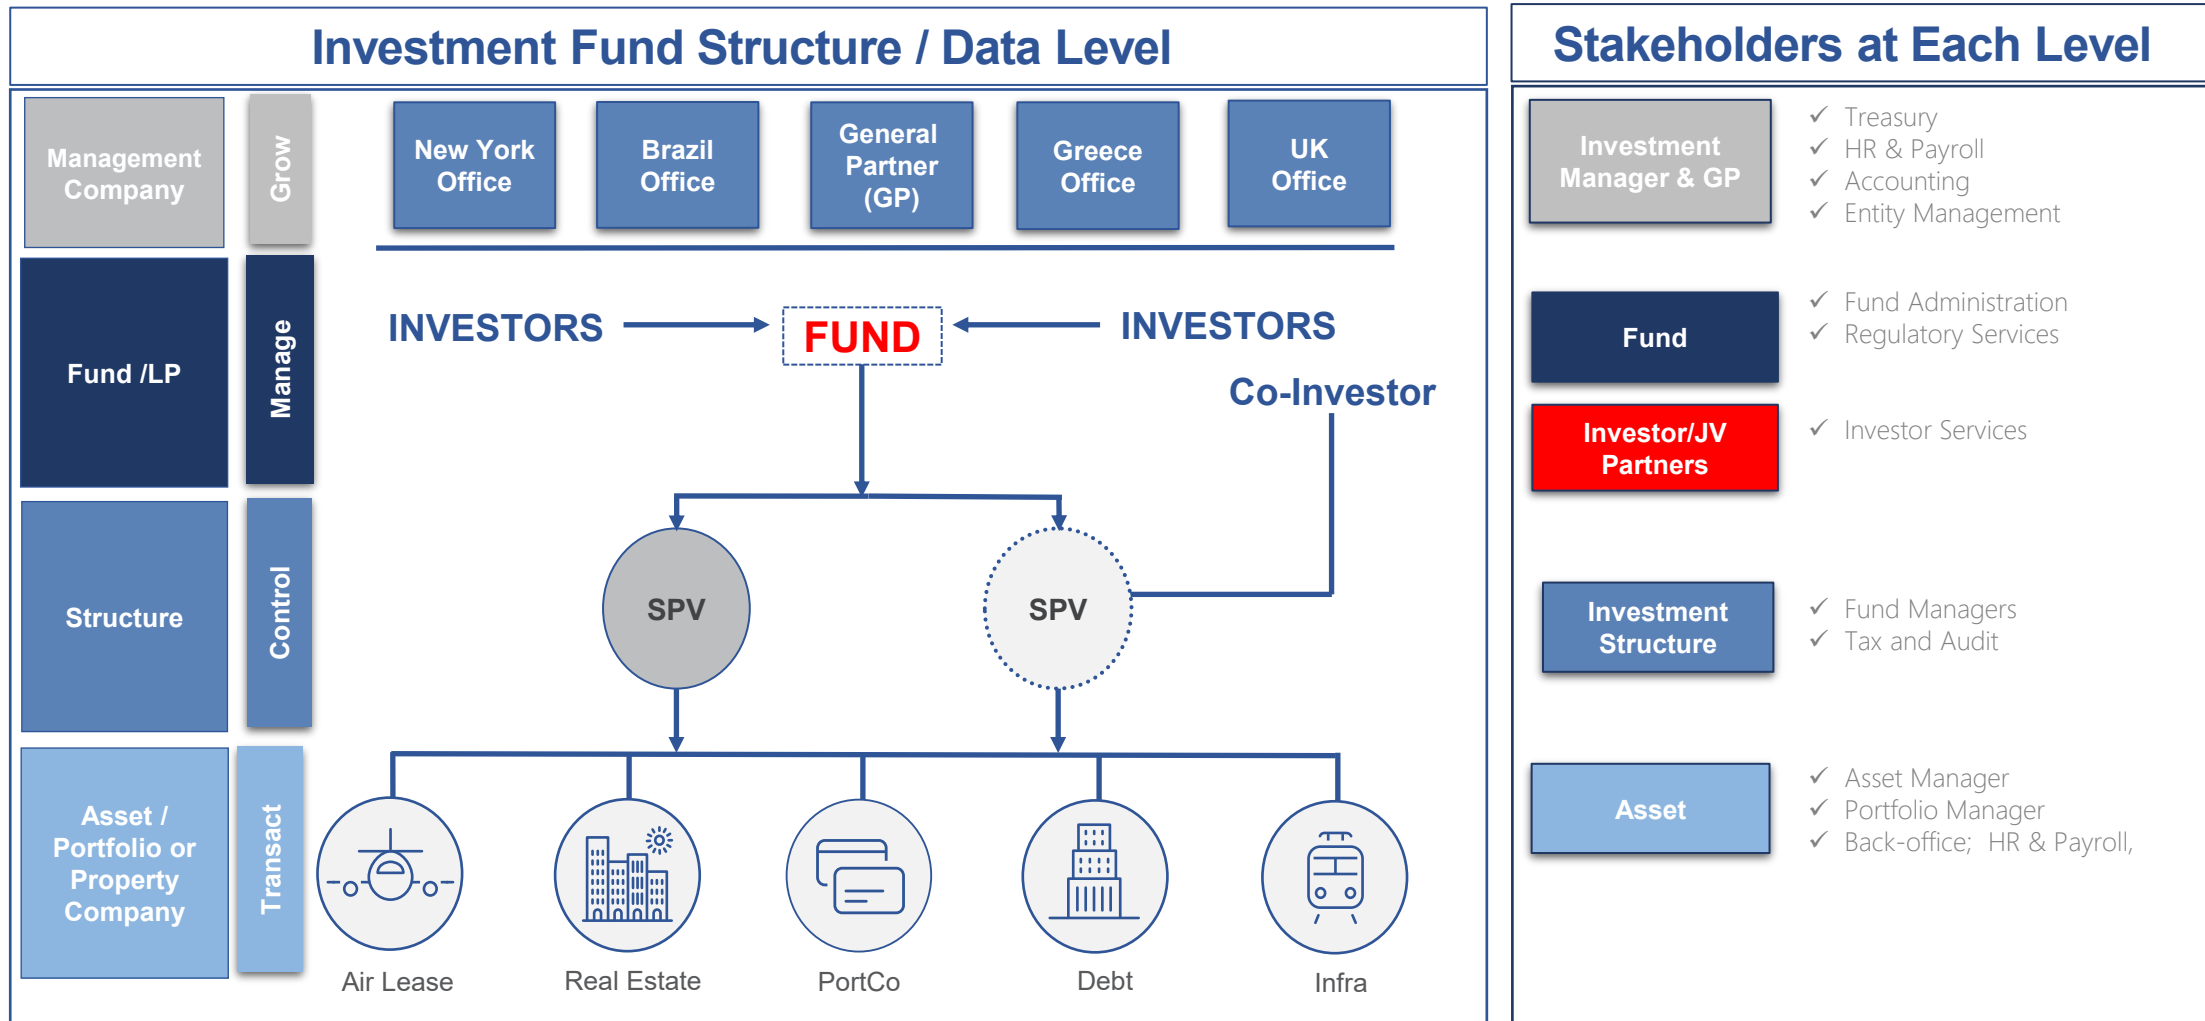 Investment Fund Structure / Data Level
Stakeholders at Each Level
Management
Company
Grow
New York
Office
Brazil
Office
General
Partner
(GP)
Greece
Office
UK
Office
Investment
Manager & GP
✓ Treasury
✓ HR & Payroll
✓ Accounting
✓ Entity Management
Fund /LP
Manage
INVESTORS
FUND
INVESTORS
Co-Investor
Fund
✓ Fund Administration
✓ Regulatory Services
Investor/JV
Partners
✓ Investor Services
Structure
Control
SPV
SPV
Investment
Structure
✓ Fund Managers
✓ Tax and Audit
Asset /
Portfolio or
Property
Company
Transact
Air Lease
Real Estate
PortCo
Debt
Infra
Asset
✓ Asset Manager
✓ Portfolio Manager
✓ Back-office; HR & Payroll,